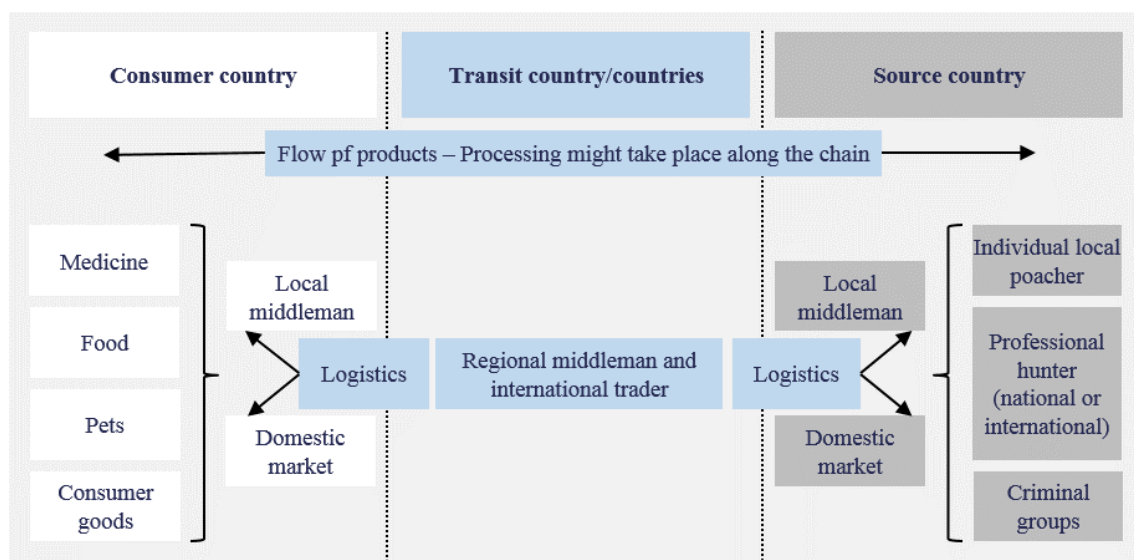 Consumer country
Transit country/countries
Source country
Flow pf products – Processing might take place along the chain
Medicine
Food
Pets
Consumer
goods
Local
middleman
Domestic
market
Logistics
Regional middleman and
international trader
Logistics
Local
middleman
Domestic
market
Individual local
poacher
Professional
hunter
(national or
international)
Criminal
groups